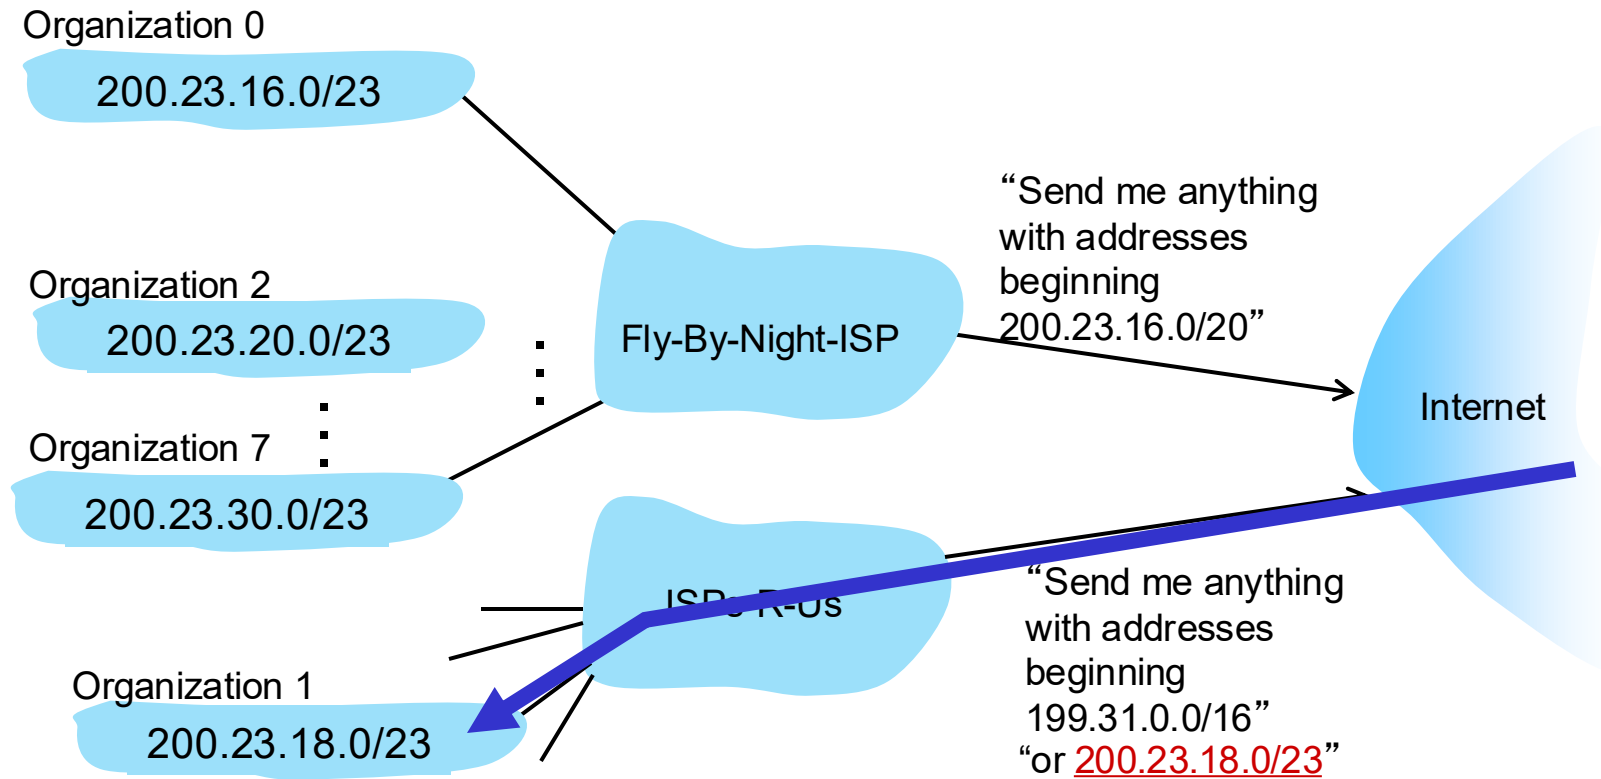 Organization 0
200.23.16.0/23
“Send me anything
with addresses
beginning
200.23.16.0/20”
Organization 2
200.23.20.0/23
Fly-By-Night-ISP
Internet
Organization 7
200.23.30.0/23
ISPs-R-Us
“Send me anything
with addresses
beginning
199.31.0.0/16”
“or 200.23.18.0/23”
Organization 1
200.23.18.0/23